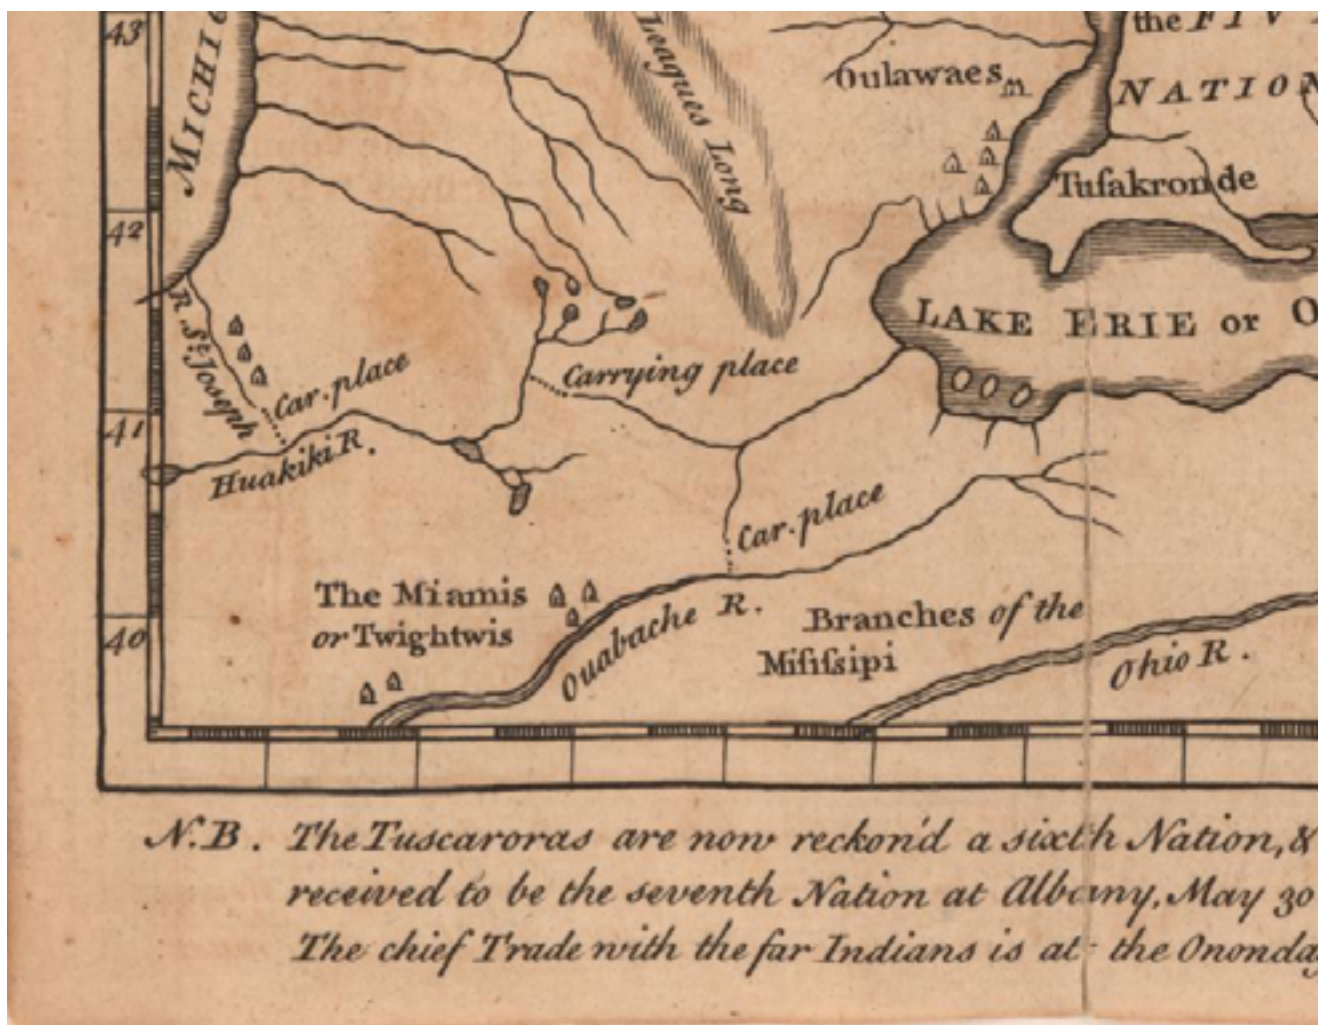 43
MICHIG
Leagues Long
the FIV
NATION
Oulawaes
Tuſakronde
42
LAKE ERIE or O
R. St. Joseph
Car. place
Carrying place
41
Huakiki R.
Car. place
The Miamis
or Twightwis
Ouabache R.
Branches of the
Miſiſsipi
Ohio R.
40
N.B. The Tuscaroras are now reckon'd a sixth Nation, &
received to be the seventh Nation at Albany, May 30
The chief Trade with the far Indians is at the Ononda